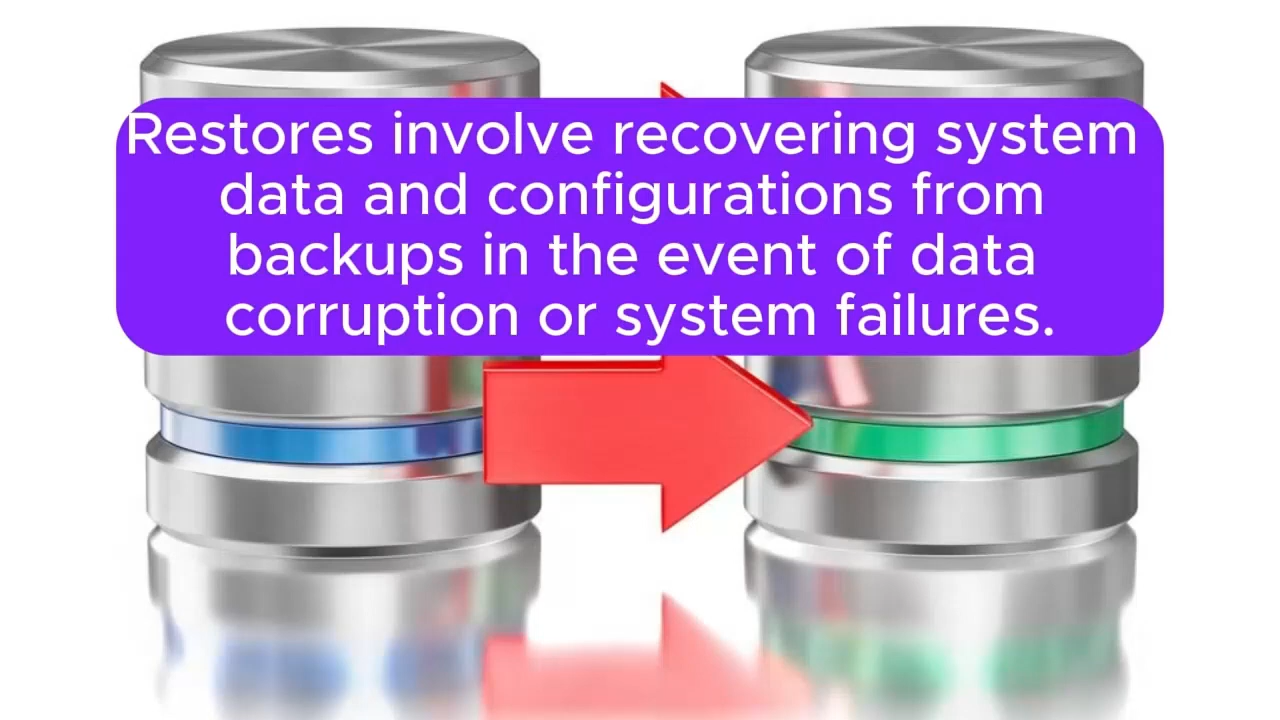 Restores involve recovering system
data and configurations from
backups in the event of data
corruption or system failures.